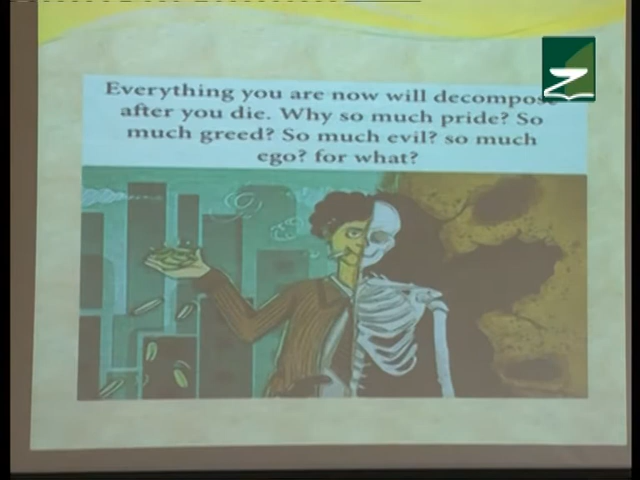 Everything you are now will decompose
after you die. Why so much pride? So
much greed? So much evil? so much
ego? for what?